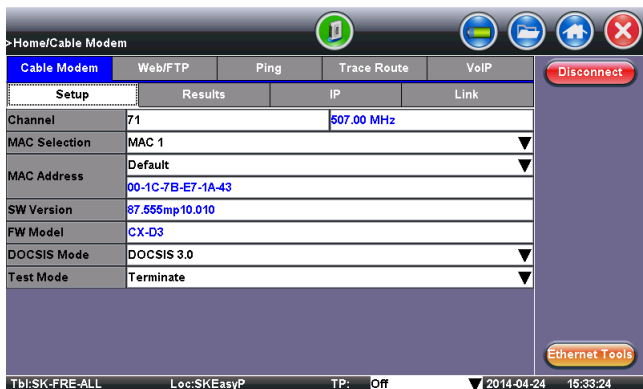 >Home/Cable Modem
Cable Modem Web/FTP Ping Trace Route VoIP
Disconnect
Setup Results IP Link
Channel 71 507.00 MHz
MAC Selection MAC 1
MAC Address Default
00-1C-7B-E7-1A-43
SW Version 87.555mp10.010
FW Model CX-D3
DOCSIS Mode DOCSIS 3.0
Test Mode Terminate
Ethernet Tools
Tbl:SK-FRE-ALL Loc:SKEasyP TP: Off 2014-04-24 15:33:24